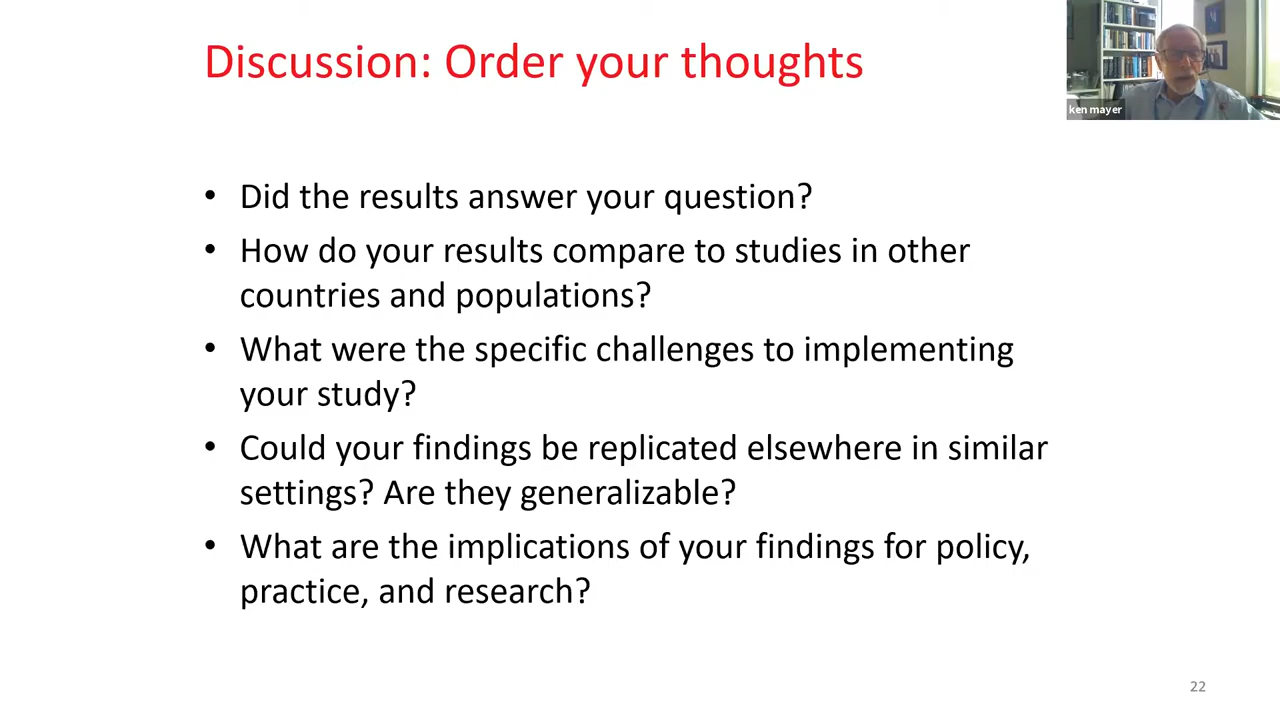 Discussion: Order your thoughts
ken mayer
• Did the results answer your question?
• How do your results compare to studies in other
countries and populations?
• What were the specific challenges to implementing
your study?
• Could your findings be replicated elsewhere in similar
settings? Are they generalizable?
• What are the implications of your findings for policy,
practice, and research?
22